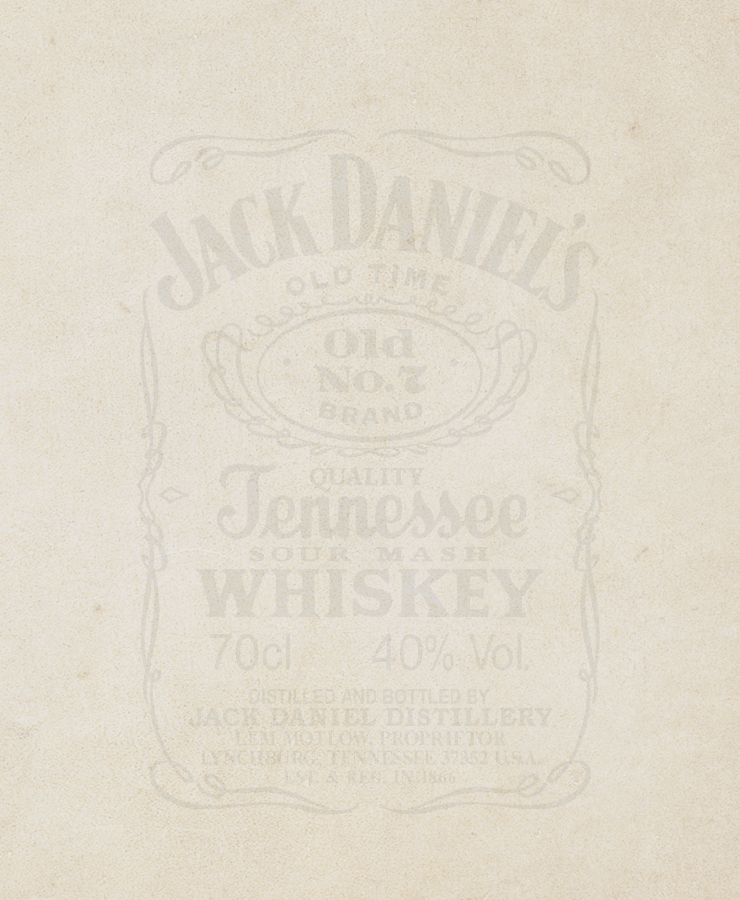 JACK DANIEL'S
OLD TIME
Old
No.7
BRAND
QUALITY
Tennessee
SOUR MASH
WHISKEY
70cl 40% Vol.
DISTILLED AND BOTTLED BY
JACK DANIEL DISTILLERY
LEM MOTLOW, PROPRIETOR
LYNCHBURG, TENNESSEE 37352 U.S.A.
EST. & REG. IN 1866